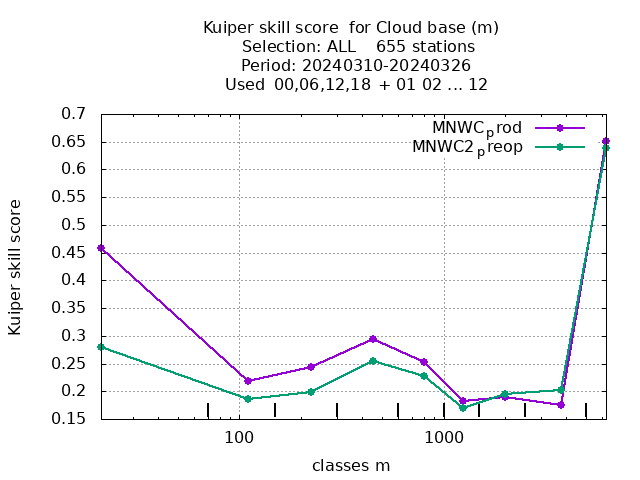 Kuiper skill score  for Cloud base (m)
Selection: ALL    655 stations
Period: 20240310-20240326
Used  00,06,12,18 + 01 02 ... 12
MNWCprod
MNWC2preop
0.7
0.65
0.6
0.55
0.5
0.45
0.4
0.35
0.3
0.25
0.2
0.15
Kuiper skill score
100
1000
classes m